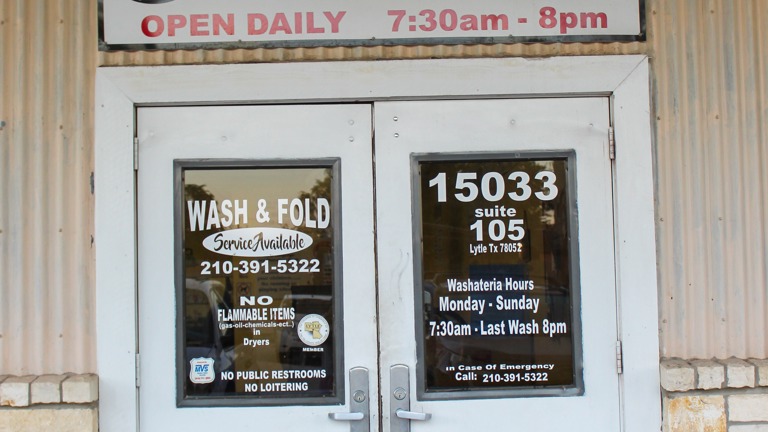 OPEN DAILY 7:30am - 8pm
WASH & FOLD
Service Available
210-391-5322
NO
FLAMMABLE ITEMS
(gas-oil-chemicals-ect..)
in
Dryers
MEMBER
MVS
NO PUBLIC RESTROOMS
NO LOITERING
15033
suite
105
Lytle Tx 78052
Washateria Hours
Monday - Sunday
7:30am - Last Wash 8pm
in Case Of Emergency
Call: 210-391-5322